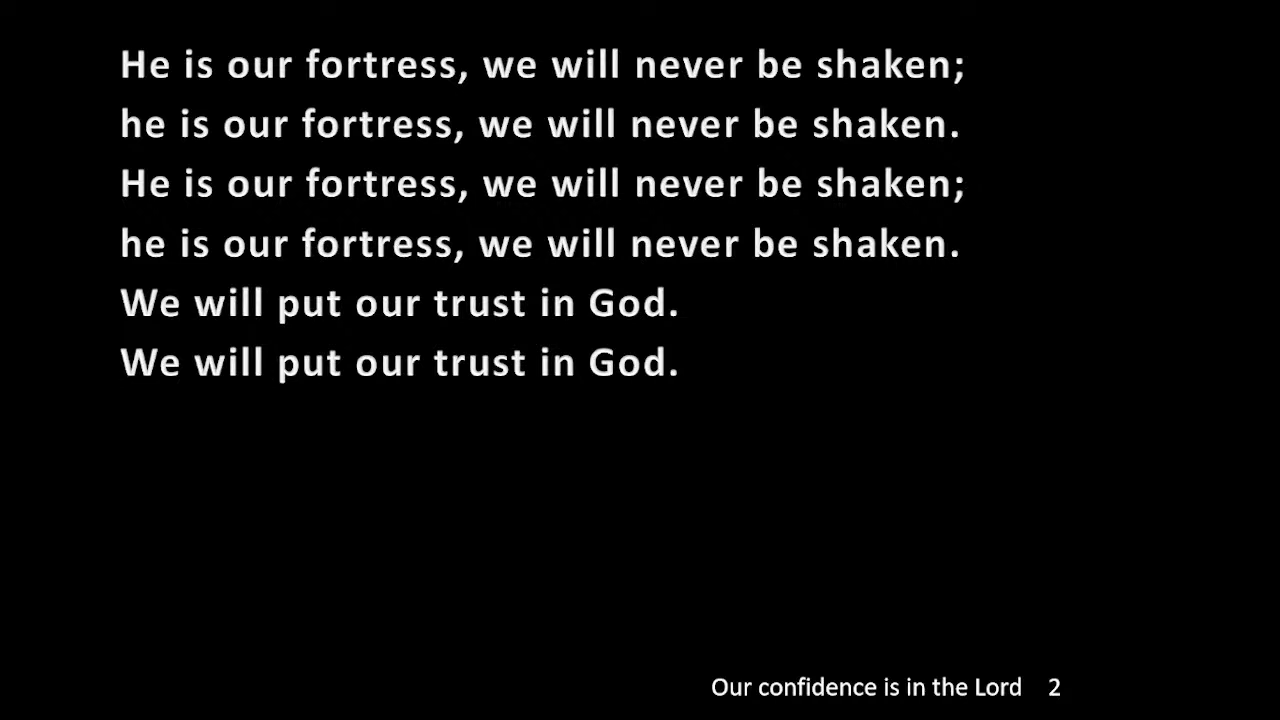 He is our fortress, we will never be shaken;
he is our fortress, we will never be shaken.
He is our fortress, we will never be shaken;
he is our fortress, we will never be shaken.
We will put our trust in God.
We will put our trust in God.
Our confidence is in the Lord 2